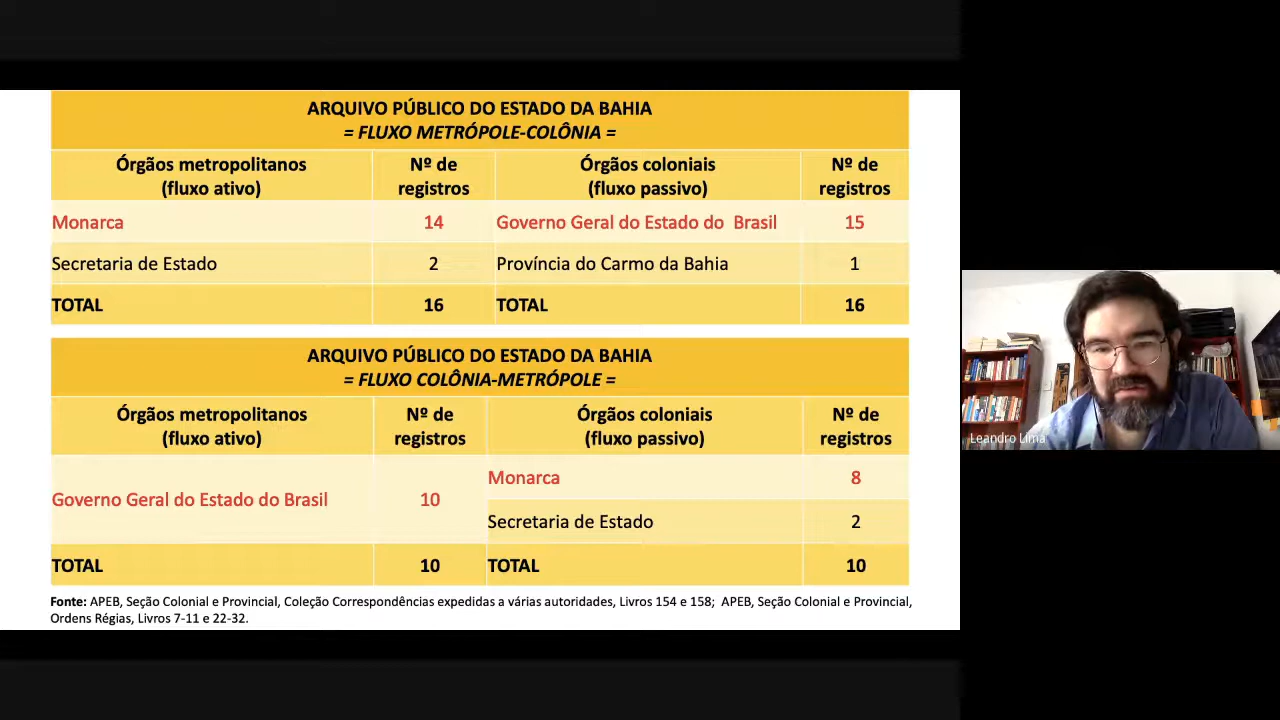 ARQUIVO PÚBLICO DO ESTADO DA BAHIA
= FLUXO METRÓPOLE-COLÔNIA =
Órgãos metropolitanos
(fluxo ativo)
Nº de
registros
Órgãos coloniais
(fluxo passivo)
Nº de
registros
Monarca 14 Governo Geral do Estado do Brasil 15
Secretaria de Estado 2 Província do Carmo da Bahia 1
TOTAL 16 TOTAL 16
ARQUIVO PÚBLICO DO ESTADO DA BAHIA
= FLUXO COLÔNIA-METRÓPOLE =
Órgãos metropolitanos
(fluxo ativo)
Nº de
registros
Órgãos coloniais
(fluxo passivo)
Nº de
registros
Governo Geral do Estado do Brasil 10
Monarca 8
Secretaria de Estado 2
TOTAL 10 TOTAL 10
Fonte: APEB, Seção Colonial e Provincial, Coleção Correspondências expedidas a várias autoridades, Livros 154 e 158; APEB, Seção Colonial e Provincial,
Ordens Régias, Livros 7-11 e 22-32.
Leandro Lima